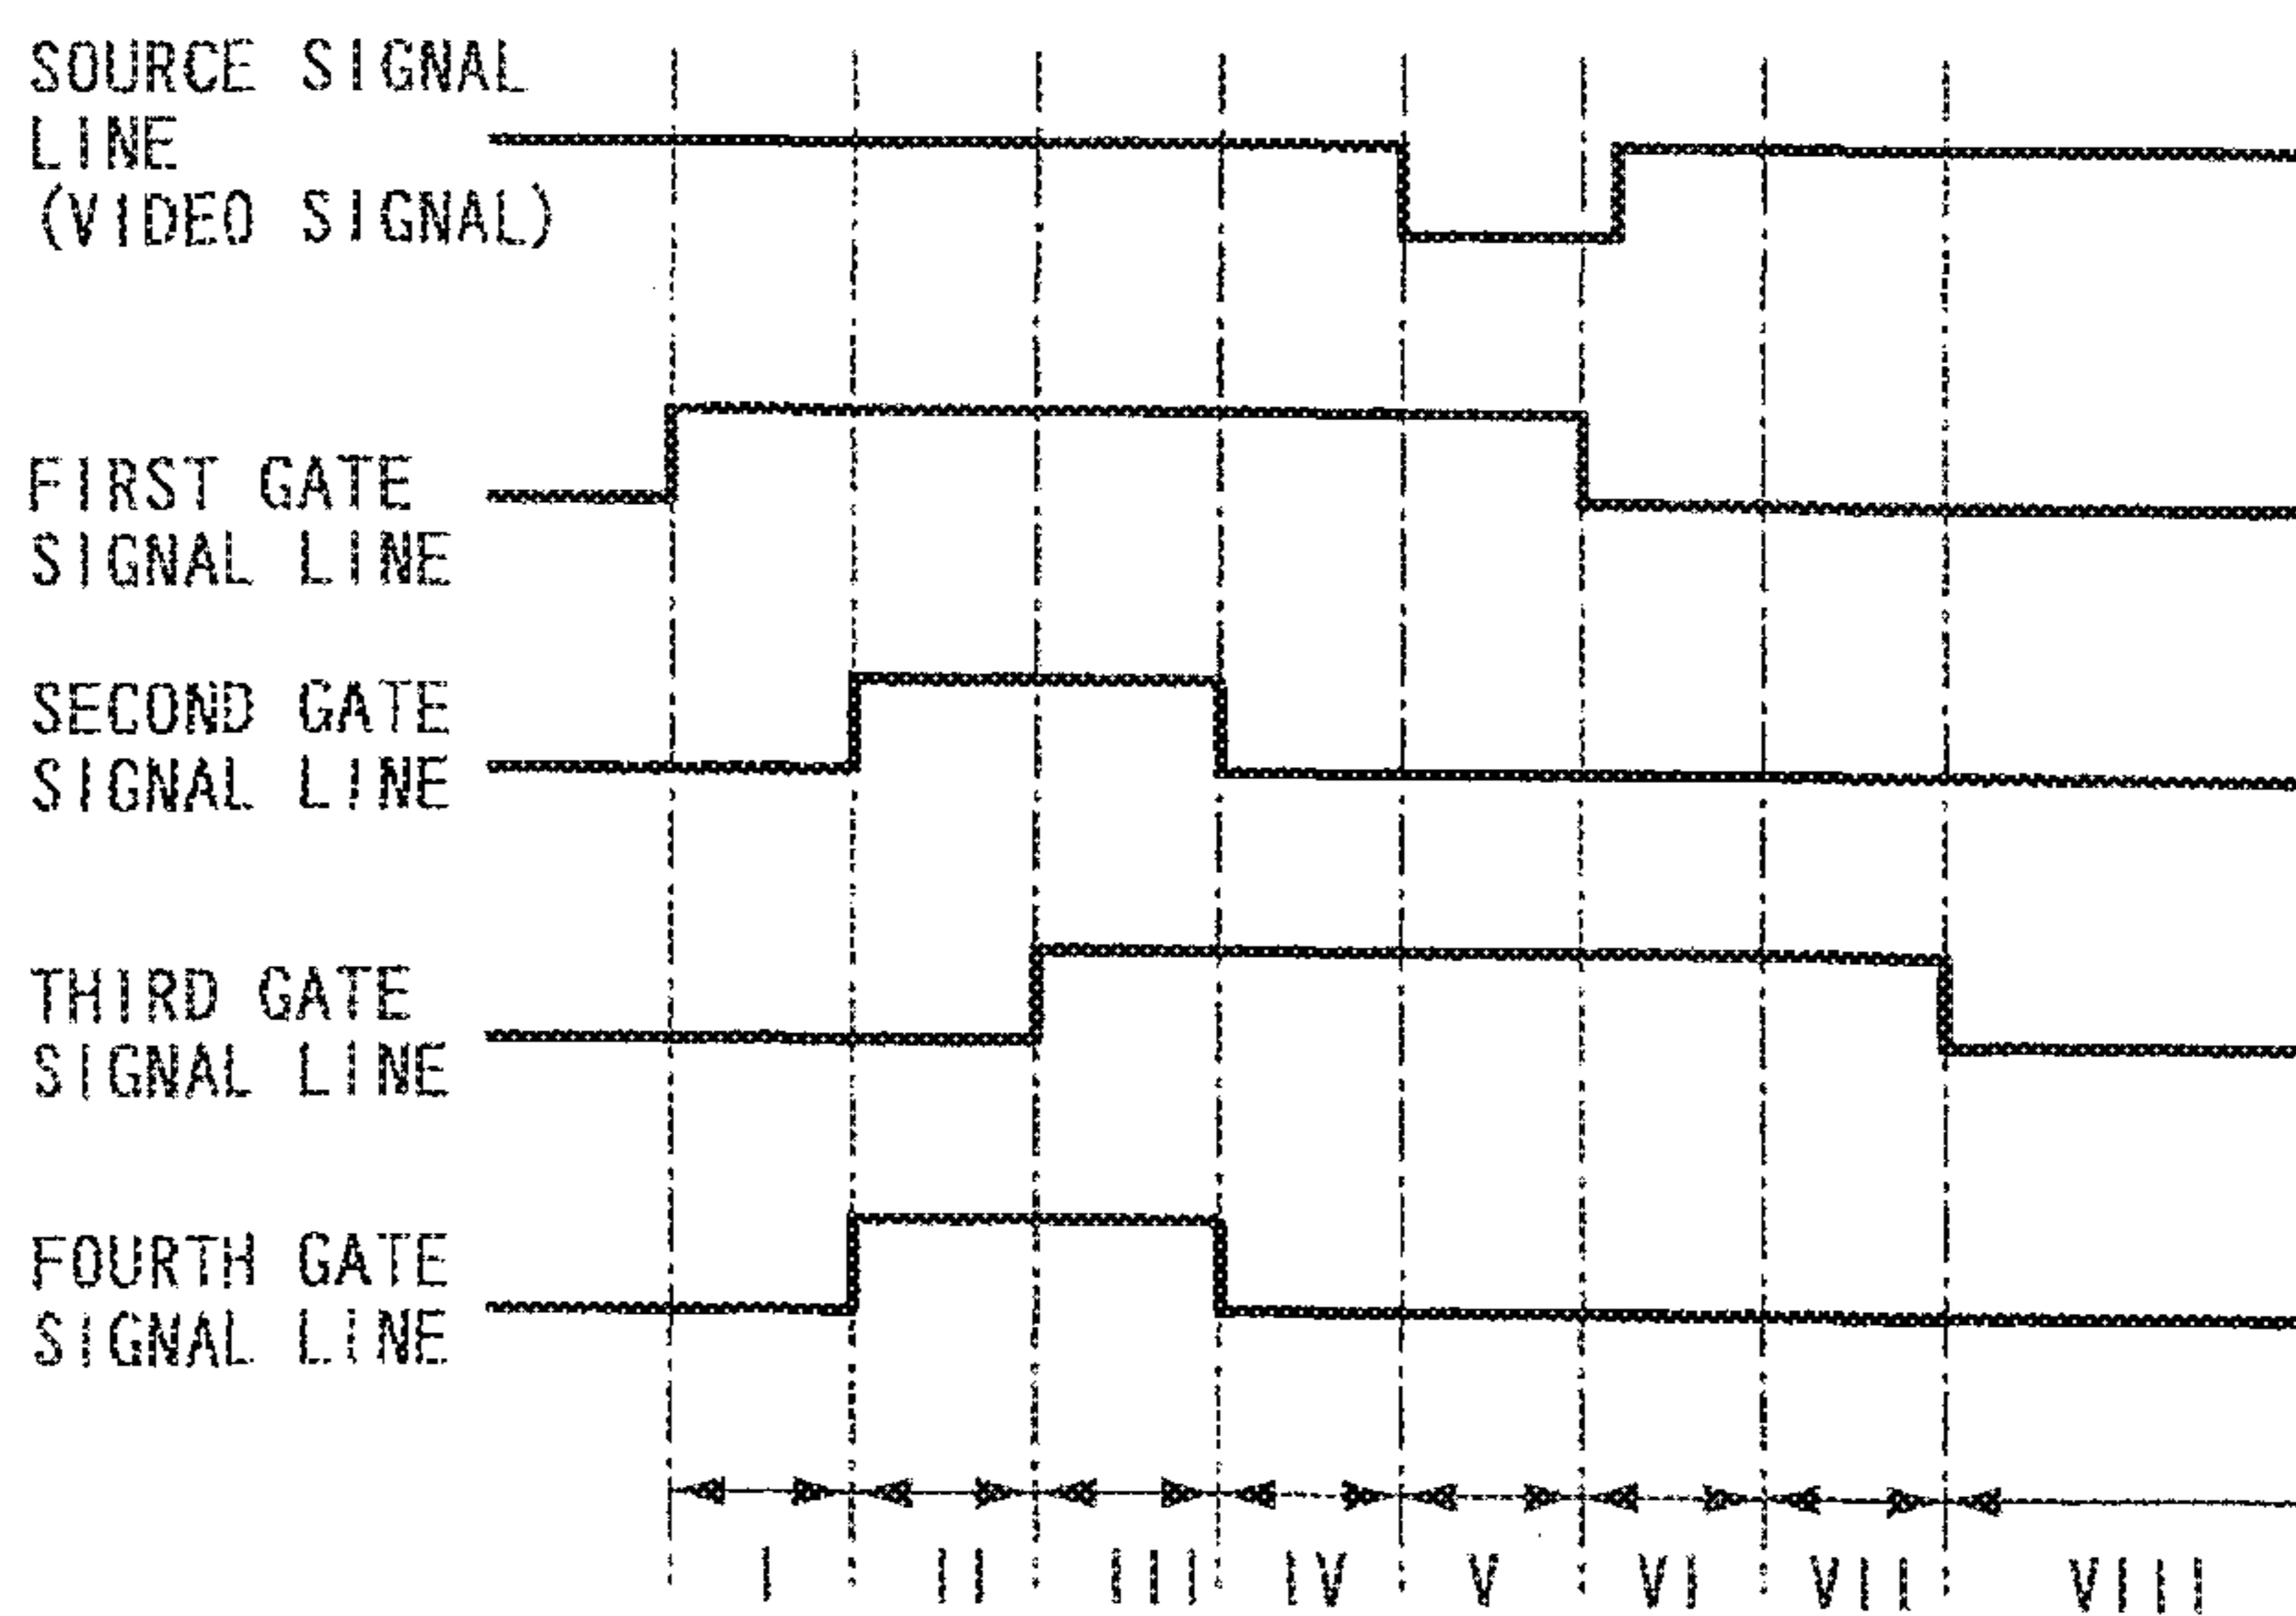 SOURCE SIGNAL
LINE
(VIDEO SIGNAL)
FIRST GATE
SIGNAL LINE
SECOND GATE
SIGNAL LINE
THIRD GATE
SIGNAL LINE
FOURTH GATE
SIGNAL LINE
I II III IV V VI VII VIII